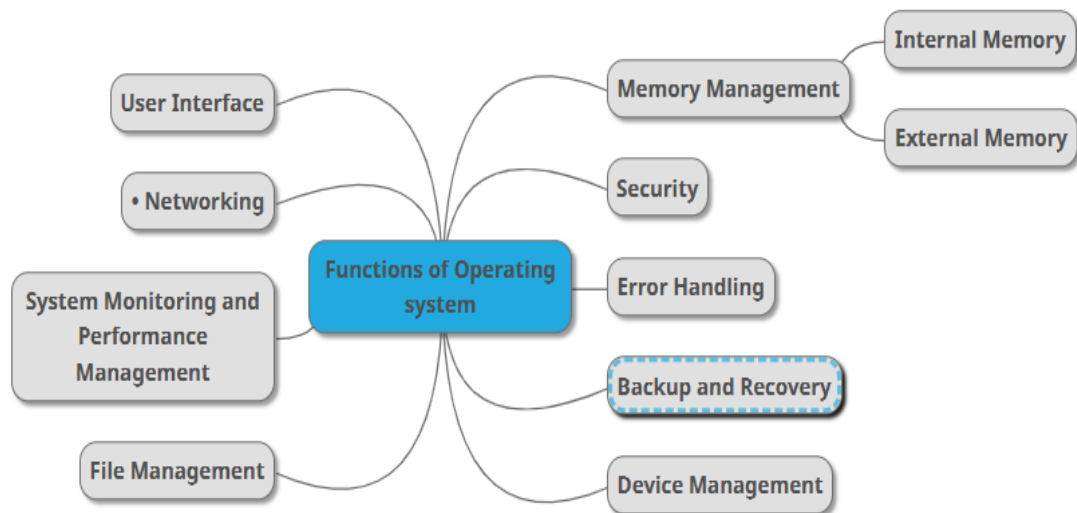 Internal Memory
Memory Management
User Interface
External Memory
Security
• Networking
Functions of Operating
system
Error Handling
System Monitoring and
Performance
Management
Backup and Recovery
File Management
Device Management